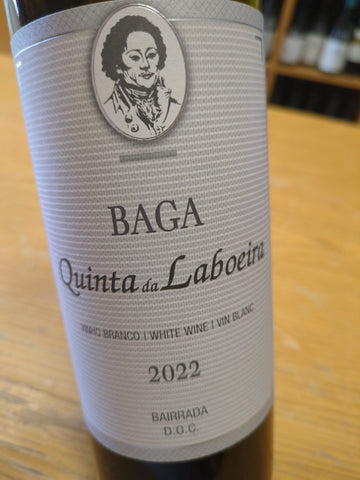 BAGA
Quinta da Laboeira
VINHO BRANCO | WHITE WINE | VIN BLANC
2022
BAIRRADA
D.O.C.